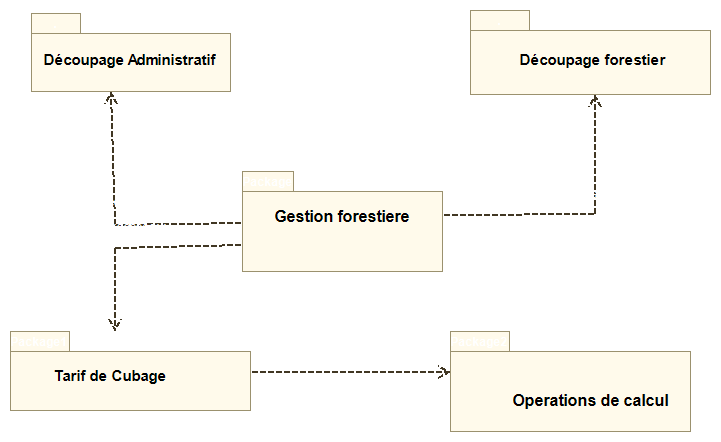 Découpage Administratif
Découpage forestier
Gestion forestiere
Tarif de Cubage
Operations de calcul